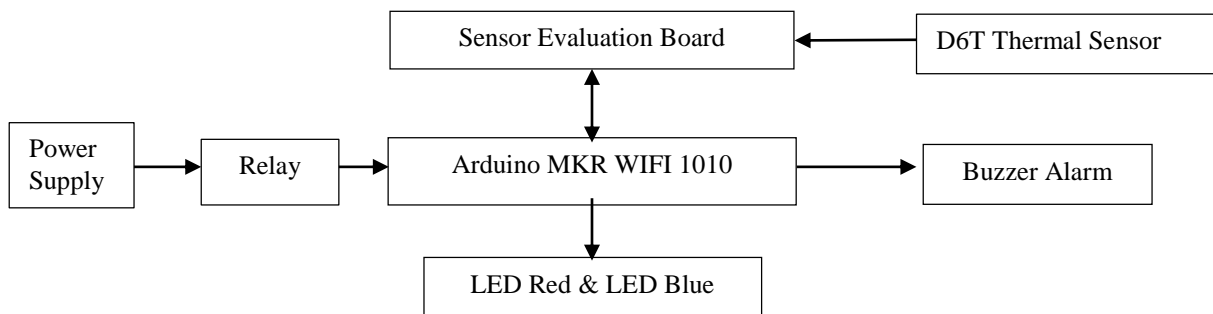 Sensor Evaluation Board
D6T Thermal Sensor
Power
Supply
Relay
Arduino MKR WIFI 1010
Buzzer Alarm
LED Red & LED Blue